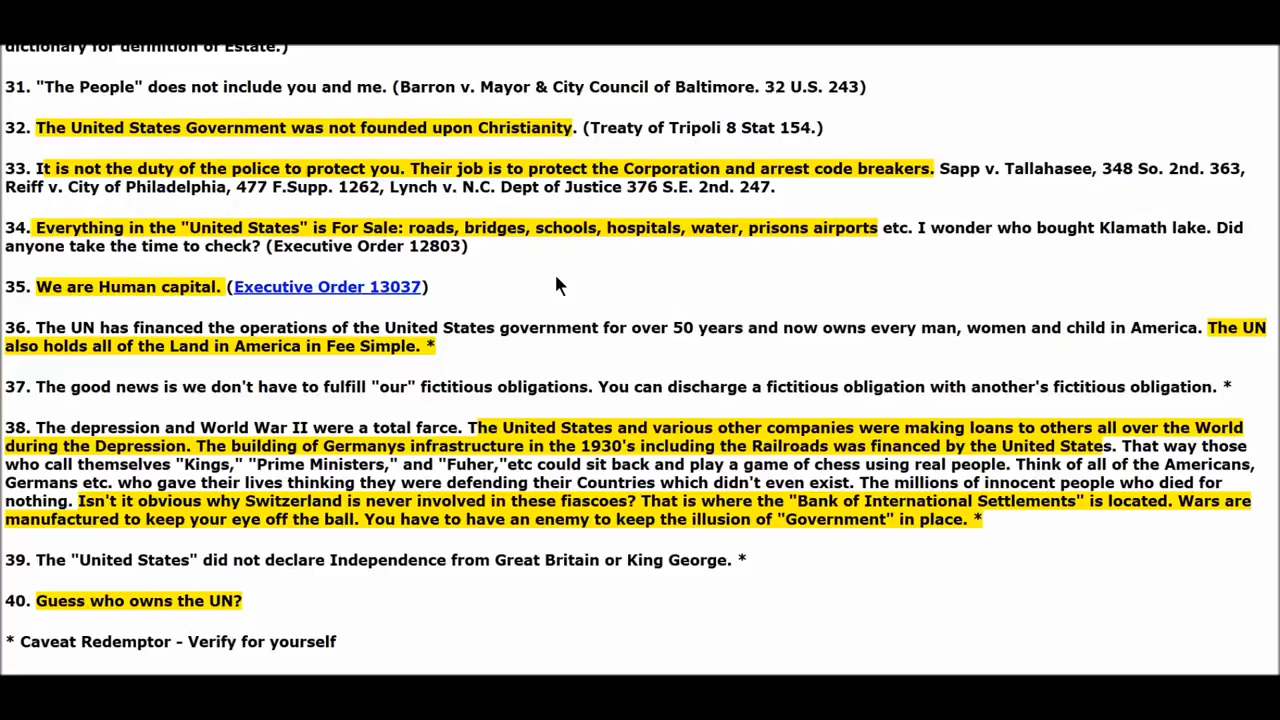 dictionary for definition of Estate.)
31. "The People" does not include you and me. (Barron v. Mayor & City Council of Baltimore. 32 U.S. 243)
32. The United States Government was not founded upon Christianity. (Treaty of Tripoli 8 Stat 154.)
33. It is not the duty of the police to protect you. Their job is to protect the Corporation and arrest code breakers. Sapp v. Tallahasee, 348 So. 2nd. 363,
Reiff v. City of Philadelphia, 477 F.Supp. 1262, Lynch v. N.C. Dept of Justice 376 S.E. 2nd. 247.
34. Everything in the "United States" is For Sale: roads, bridges, schools, hospitals, water, prisons airports etc. I wonder who bought Klamath lake. Did
anyone take the time to check? (Executive Order 12803)
35. We are Human capital. (Executive Order 13037)
36. The UN has financed the operations of the United States government for over 50 years and now owns every man, women and child in America. The UN
also holds all of the Land in America in Fee Simple. *
37. The good news is we don't have to fulfill "our" fictitious obligations. You can discharge a fictitious obligation with another's fictitious obligation. *
38. The depression and World War II were a total farce. The United States and various other companies were making loans to others all over the World
during the Depression. The building of Germanys infrastructure in the 1930's including the Railroads was financed by the United States. That way those
who call themselves "Kings," "Prime Ministers," and "Fuher,"etc could sit back and play a game of chess using real people. Think of all of the Americans,
Germans etc. who gave their lives thinking they were defending their Countries which didn't even exist. The millions of innocent people who died for
nothing. Isn't it obvious why Switzerland is never involved in these fiascoes? That is where the "Bank of International Settlements" is located. Wars are
manufactured to keep your eye off the ball. You have to have an enemy to keep the illusion of "Government" in place. *
39. The "United States" did not declare Independence from Great Britain or King George. *
40. Guess who owns the UN?
* Caveat Redemptor - Verify for yourself